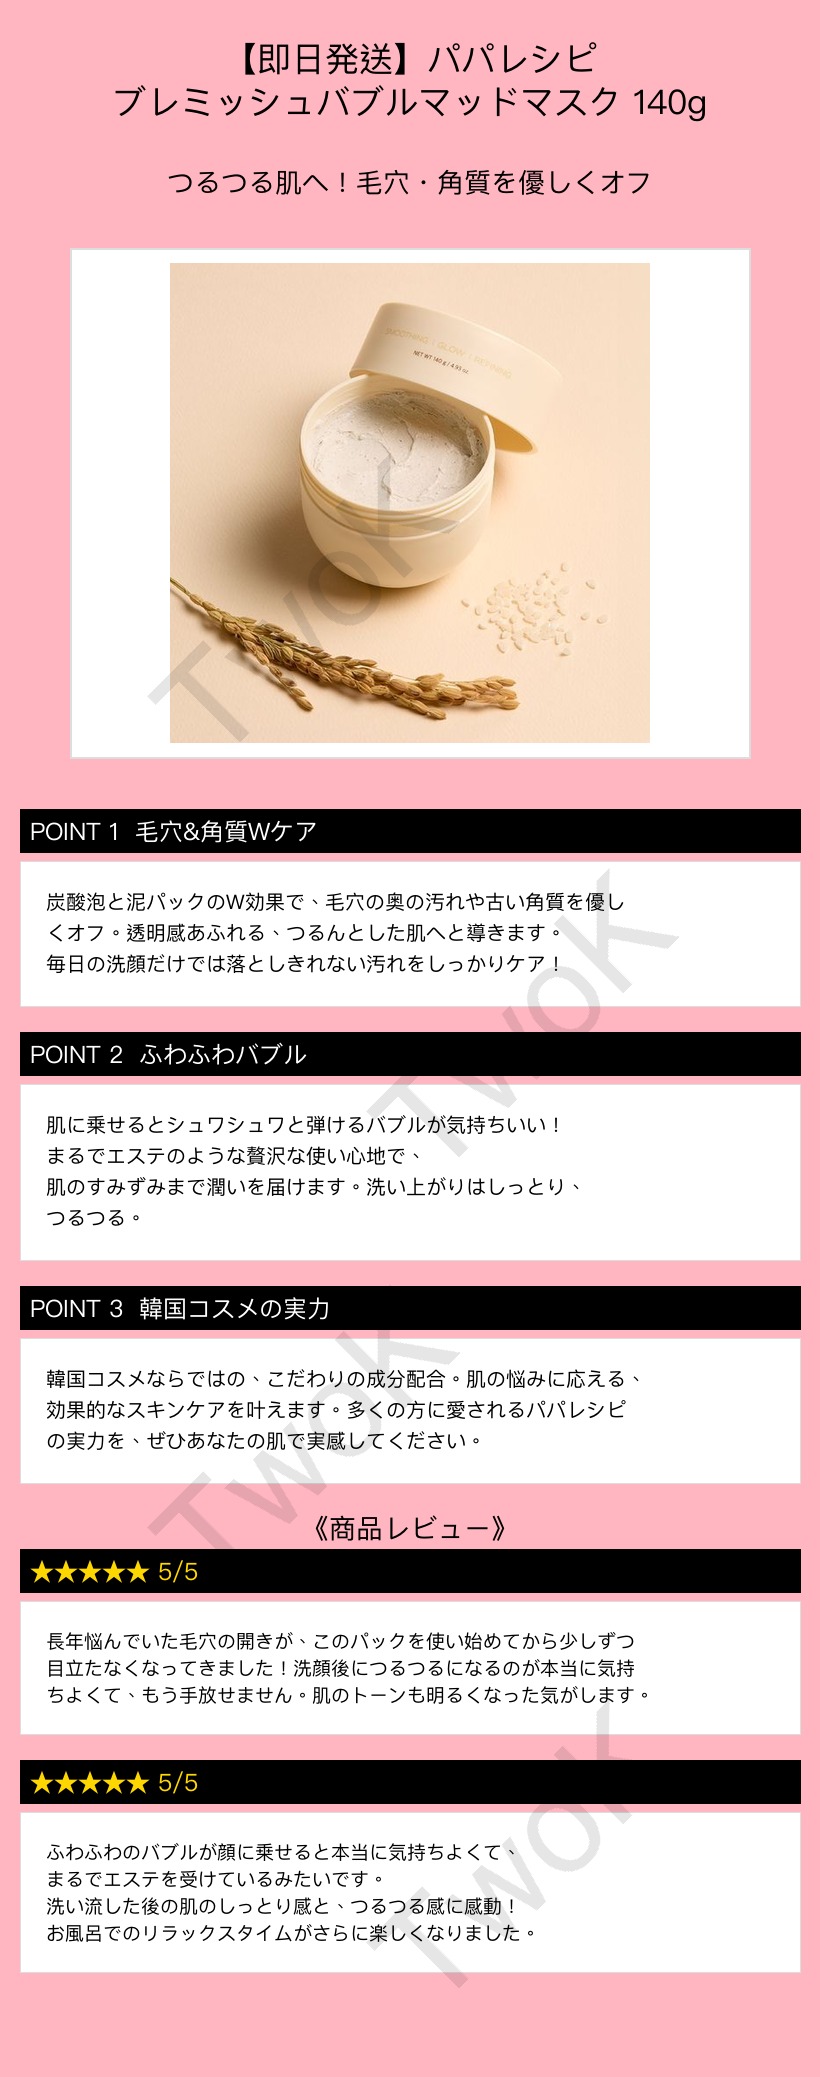 【即日発送】パパレシピ
ブレミッシュバブルマッドマスク 140g
つるつる肌へ！毛穴・角質を優しくオフ
SMOOTHING | GLOW | REFINING
NET WT 140 g / 4.93 oz.
TwoK
POINT 1 毛穴&角質Wケア
炭酸泡と泥パックのW効果で、毛穴の奥の汚れや古い角質を優し
くオフ。透明感あふれる、つるんとした肌へと導きます。
毎日の洗顔だけでは落としきれない汚れをしっかりケア！
TwoK
POINT 2 ふわふわバブル
肌に乗せるとシュワシュワと弾けるバブルが気持ちいい！
まるでエステのような贅沢な使い心地で、
肌のすみずみまで潤いを届けます。洗い上がりはしっとり、
つるつる。
POINT 3 韓国コスメの実力
韓国コスメならではの、こだわりの成分配合。肌の悩みに応える、
効果的なスキンケアを叶えます。多くの方に愛されるパパレシピ
の実力を、ぜひあなたの肌で実感してください。
TwoK
《商品レビュー》
★★★★★ 5/5
長年悩んでいた毛穴の開きが、このパックを使い始めてから少しずつ
目立たなくなってきました！洗顔後につるつるになるのが本当に気持
ちよくて、もう手放せません。肌のトーンも明るくなった気がします。
★★★★★ 5/5
ふわふわのバブルが顔に乗せると本当に気持ちよくて、
まるでエステを受けているみたいです。
洗い流した後の肌のしっとり感と、つるつる感に感動！
お風呂でのリラックスタイムがさらに楽しくなりました。
TwoK